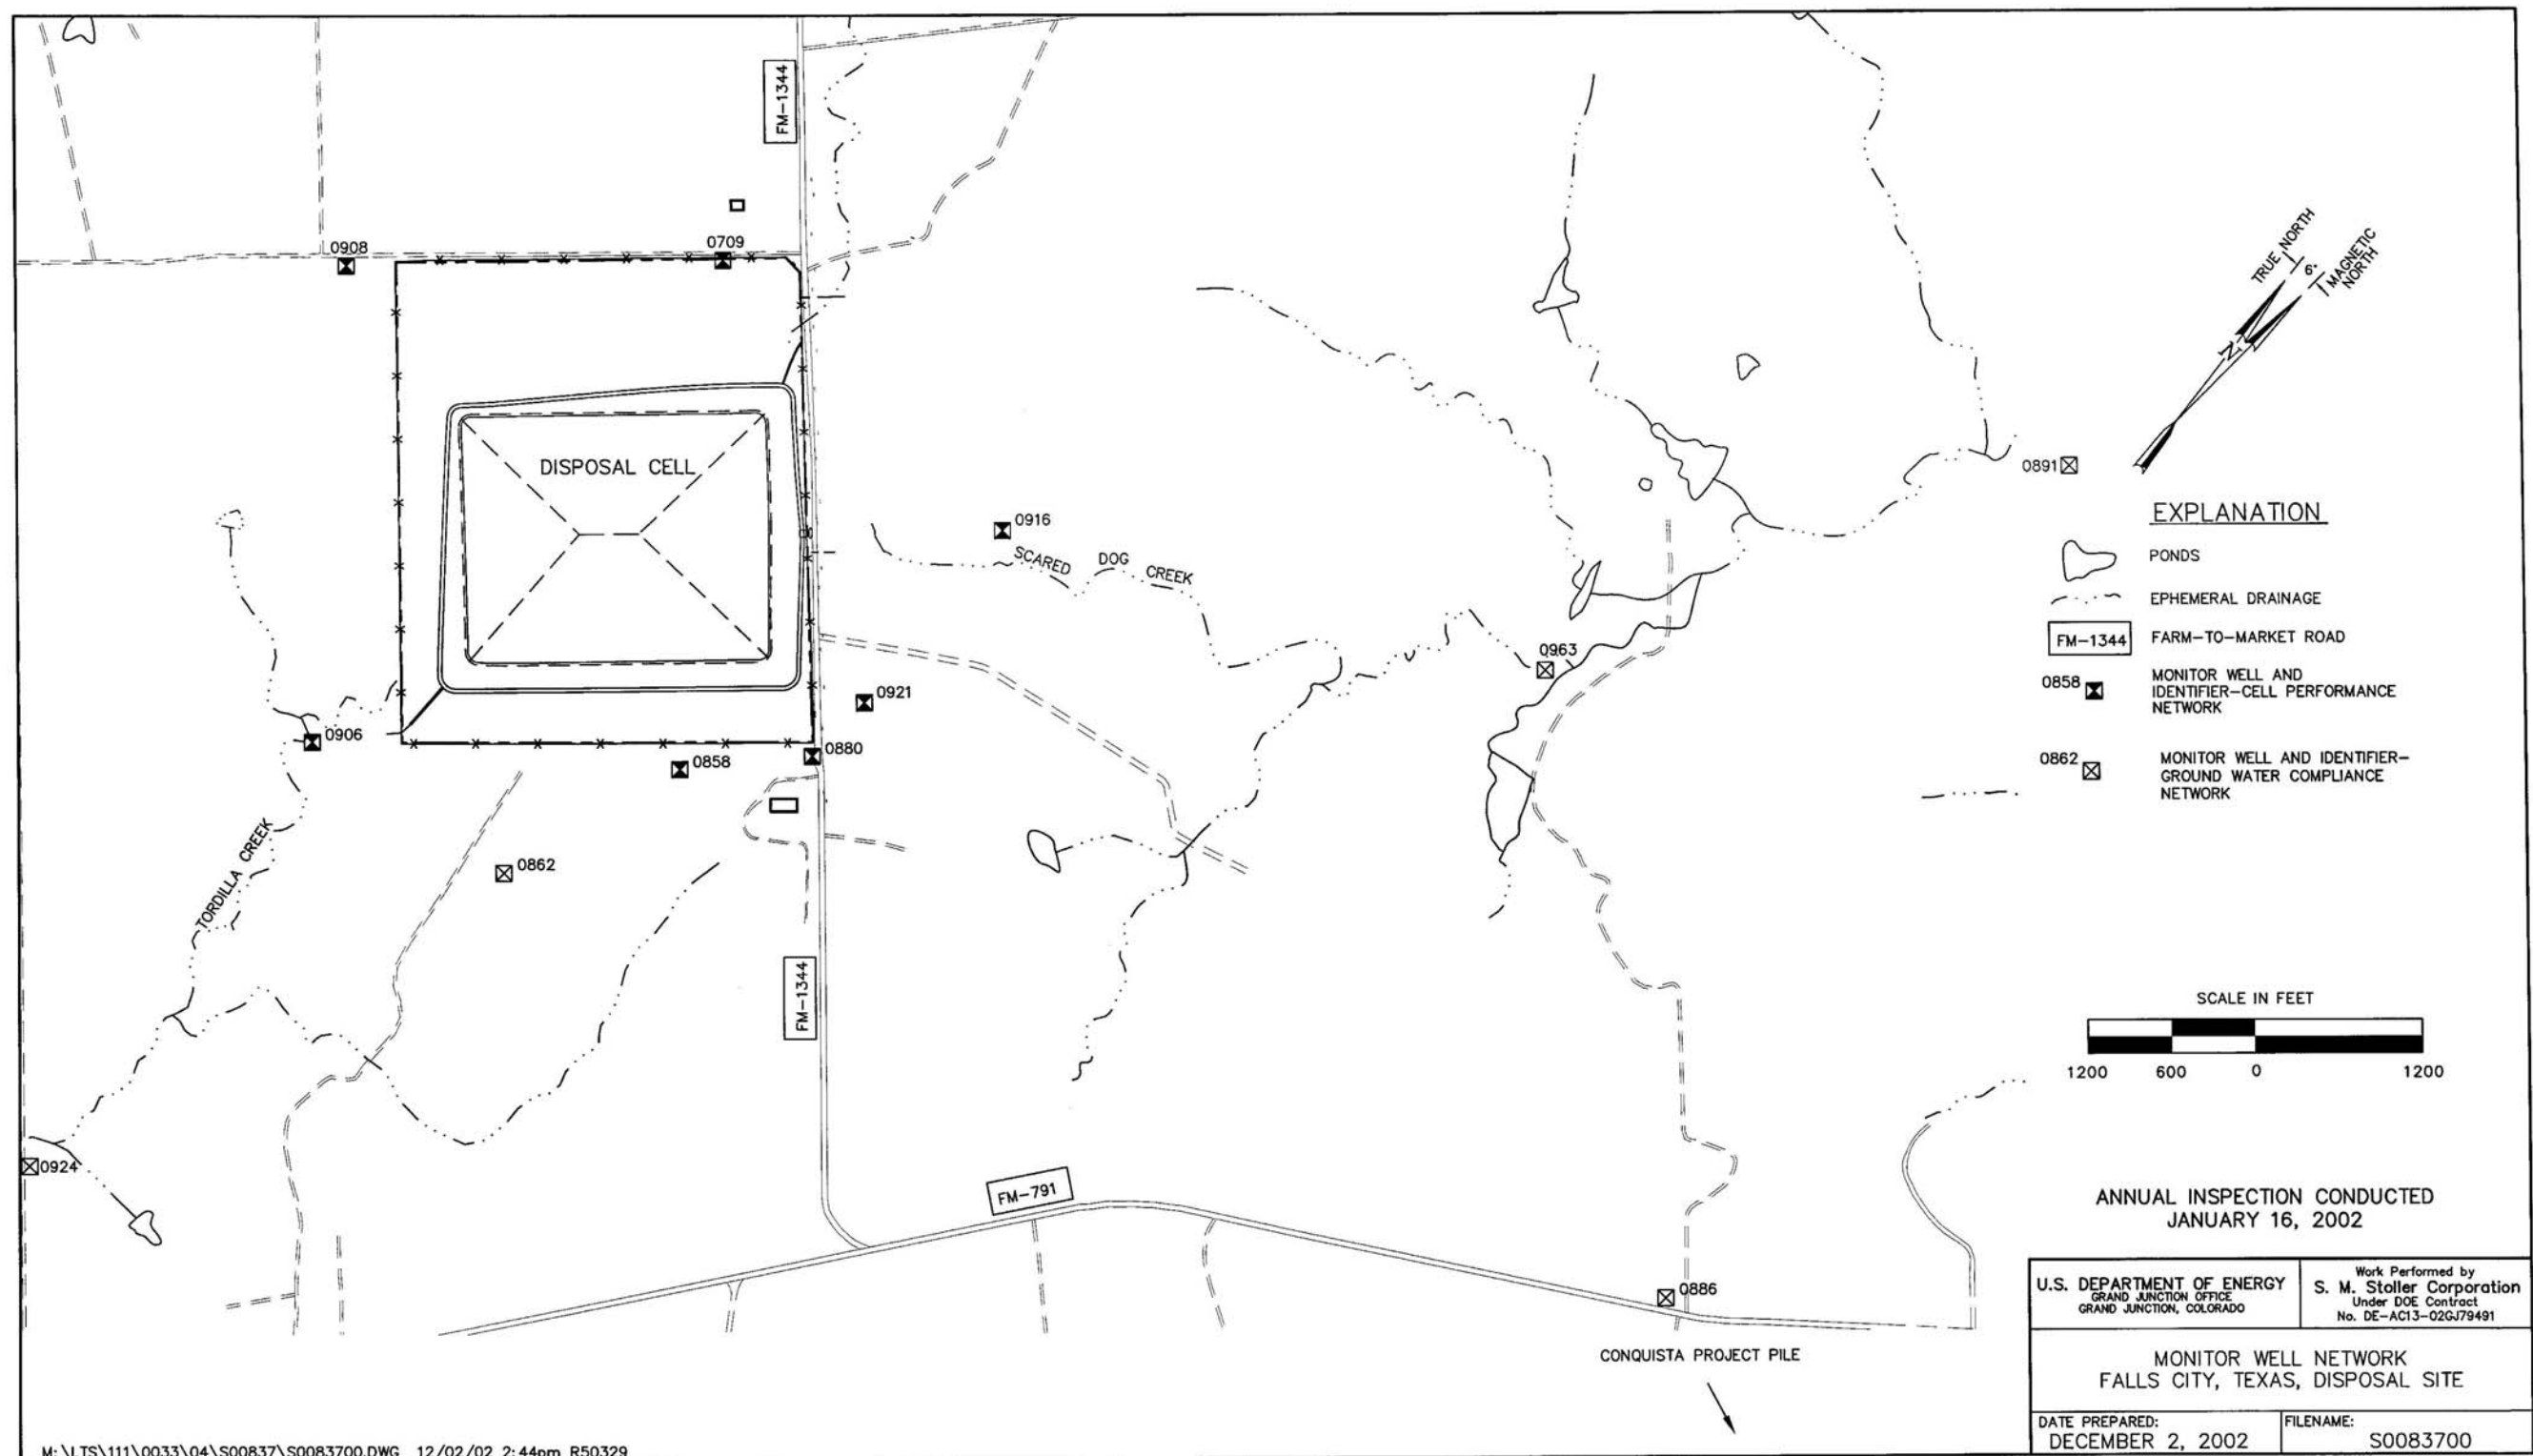 FM-1344
0908
0709
DISPOSAL CELL
0916
SCARED DOG CREEK
0921
0906
0880
0858
0862
TORDILLA CREEK
FM-1344
0924
FM-791
0963
0891
0886
CONQUISTA PROJECT PILE
TRUE NORTH
6°
MAGNETIC
NORTH
N
EXPLANATION
PONDS
EPHEMERAL DRAINAGE
FM-1344
FARM-TO-MARKET ROAD
0858
MONITOR WELL AND
IDENTIFIER-CELL PERFORMANCE
NETWORK
0862
MONITOR WELL AND IDENTIFIER-
GROUND WATER COMPLIANCE
NETWORK
SCALE IN FEET
1200 600 0 1200
ANNUAL INSPECTION CONDUCTED
JANUARY 16, 2002
U.S. DEPARTMENT OF ENERGY
GRAND JUNCTION OFFICE
GRAND JUNCTION, COLORADO
Work Performed by
S. M. Stoller Corporation
Under DOE Contract
No. DE-AC13-02GJ79491
MONITOR WELL NETWORK
FALLS CITY, TEXAS, DISPOSAL SITE
DATE PREPARED:
DECEMBER 2, 2002
FILENAME:
S0083700
M:\LTS\111\0033\04\S00837\S0083700.DWG 12/02/02 2:44pm R50329